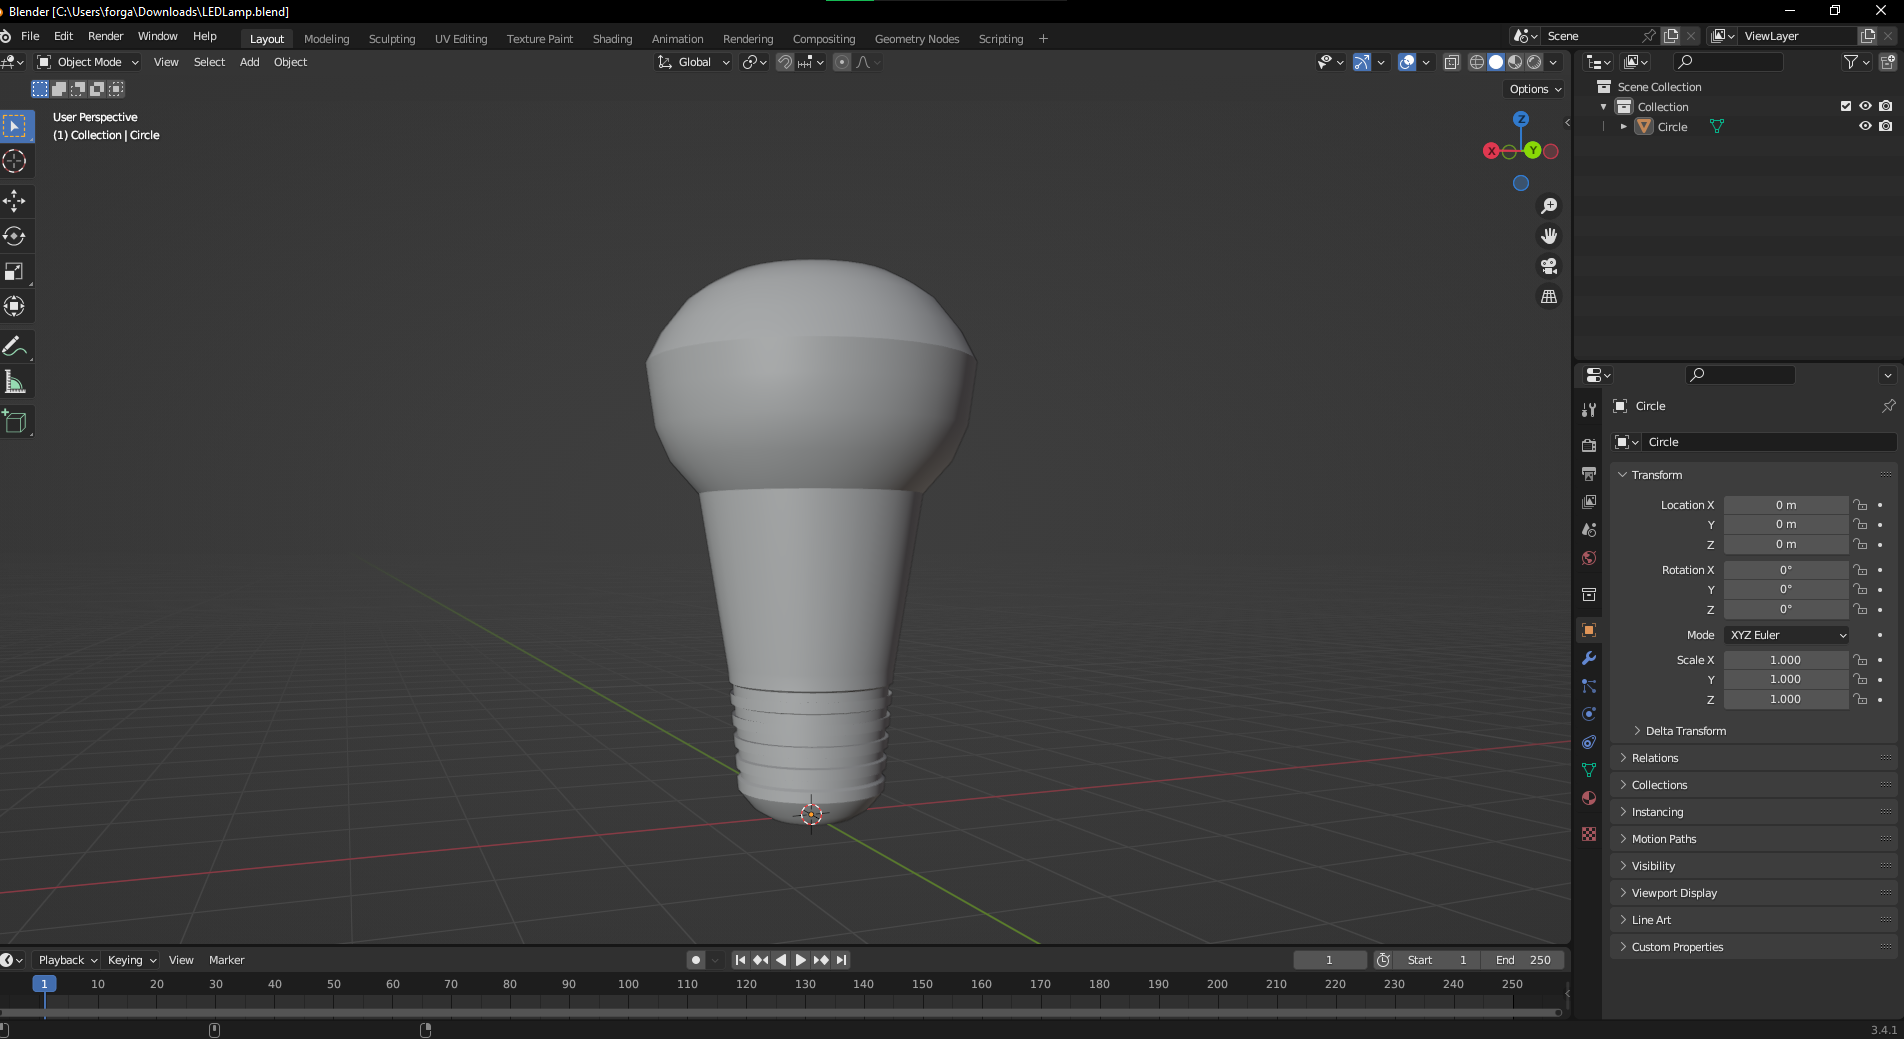 Blender [C:\Users\forga\Downloads\LEDLamp.blend]
File Edit Render Window Help Layout Modeling Sculpting UV Editing Texture Paint Shading Animation Rendering Compositing Geometry Nodes Scripting + Scene ViewLayer
Object Mode View Select Add Object Global
Options
User Perspective
(1) Collection | Circle
Z
X
Y
Scene Collection
Collection
Circle
Circle
Circle
Transform
Location X 0 m
Y 0 m
Z 0 m
Rotation X 0°
Y 0°
Z 0°
Mode XYZ Euler
Scale X 1.000
Y 1.000
Z 1.000
Delta Transform
Relations
Collections
Instancing
Motion Paths
Visibility
Viewport Display
Line Art
Custom Properties
Playback Keying View Marker 1 Start 1 End 250
1 10 20 30 40 50 60 70 80 90 100 110 120 130 140 150 160 170 180 190 200 210 220 230 240 250
3.4.1